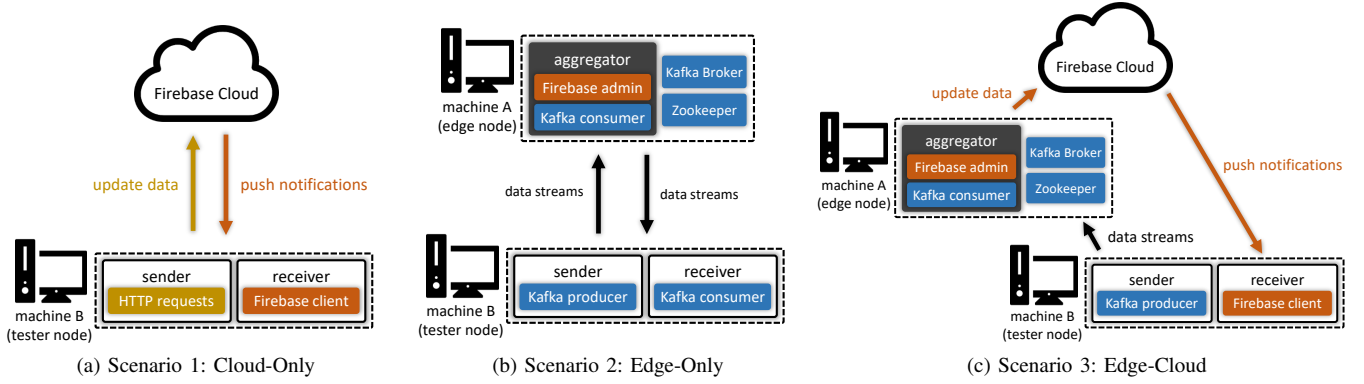 Firebase Cloud
update data
push notifications
machine B
(tester node)
sender
HTTP requests
receiver
Firebase client
(a) Scenario 1: Cloud-Only
machine A
(edge node)
aggregator
Firebase admin
Kafka consumer
Kafka Broker
Zookeeper
data streams
data streams
machine B
(tester node)
sender
Kafka producer
receiver
Kafka consumer
(b) Scenario 2: Edge-Only
Firebase Cloud
update data
push notifications
machine A
(edge node)
aggregator
Firebase admin
Kafka consumer
Kafka Broker
Zookeeper
data streams
machine B
(tester node)
sender
Kafka producer
receiver
Firebase client
(c) Scenario 3: Edge-Cloud